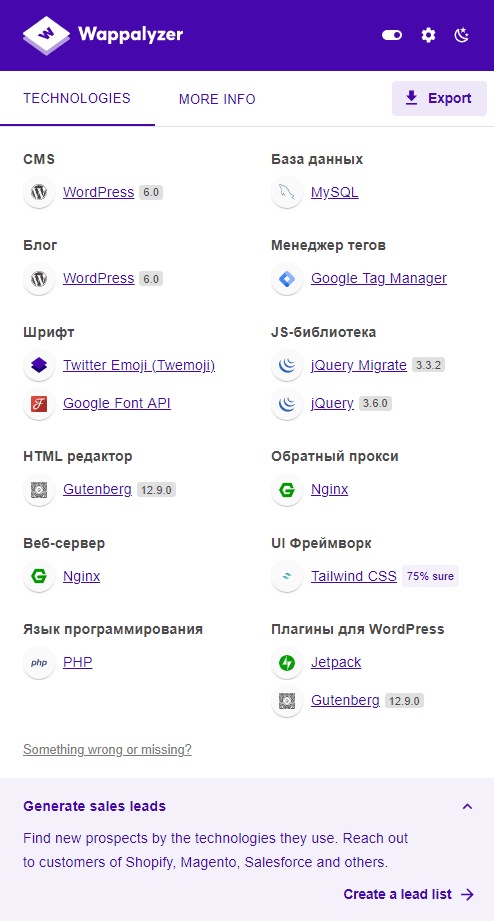 Wappalyzer
TECHNOLOGIES
MORE INFO
Export
CMS
WordPress 6.0
База данных
MySQL
Блог
WordPress 6.0
Менеджер тегов
Google Tag Manager
Шрифт
Twitter Emoji (Twemoji)
Google Font API
JS-библиотека
jQuery Migrate 3.3.2
jQuery 3.6.0
HTML редактор
Gutenberg 12.9.0
Обратный прокси
Nginx
Веб-сервер
Nginx
UI Фреймворк
Tailwind CSS 75% sure
Язык программирования
php PHP
Плагины для WordPress
Jetpack
Gutenberg 12.9.0
Something wrong or missing?
Generate sales leads
Find new prospects by the technologies they use. Reach out
to customers of Shopify, Magento, Salesforce and others.
Create a lead list